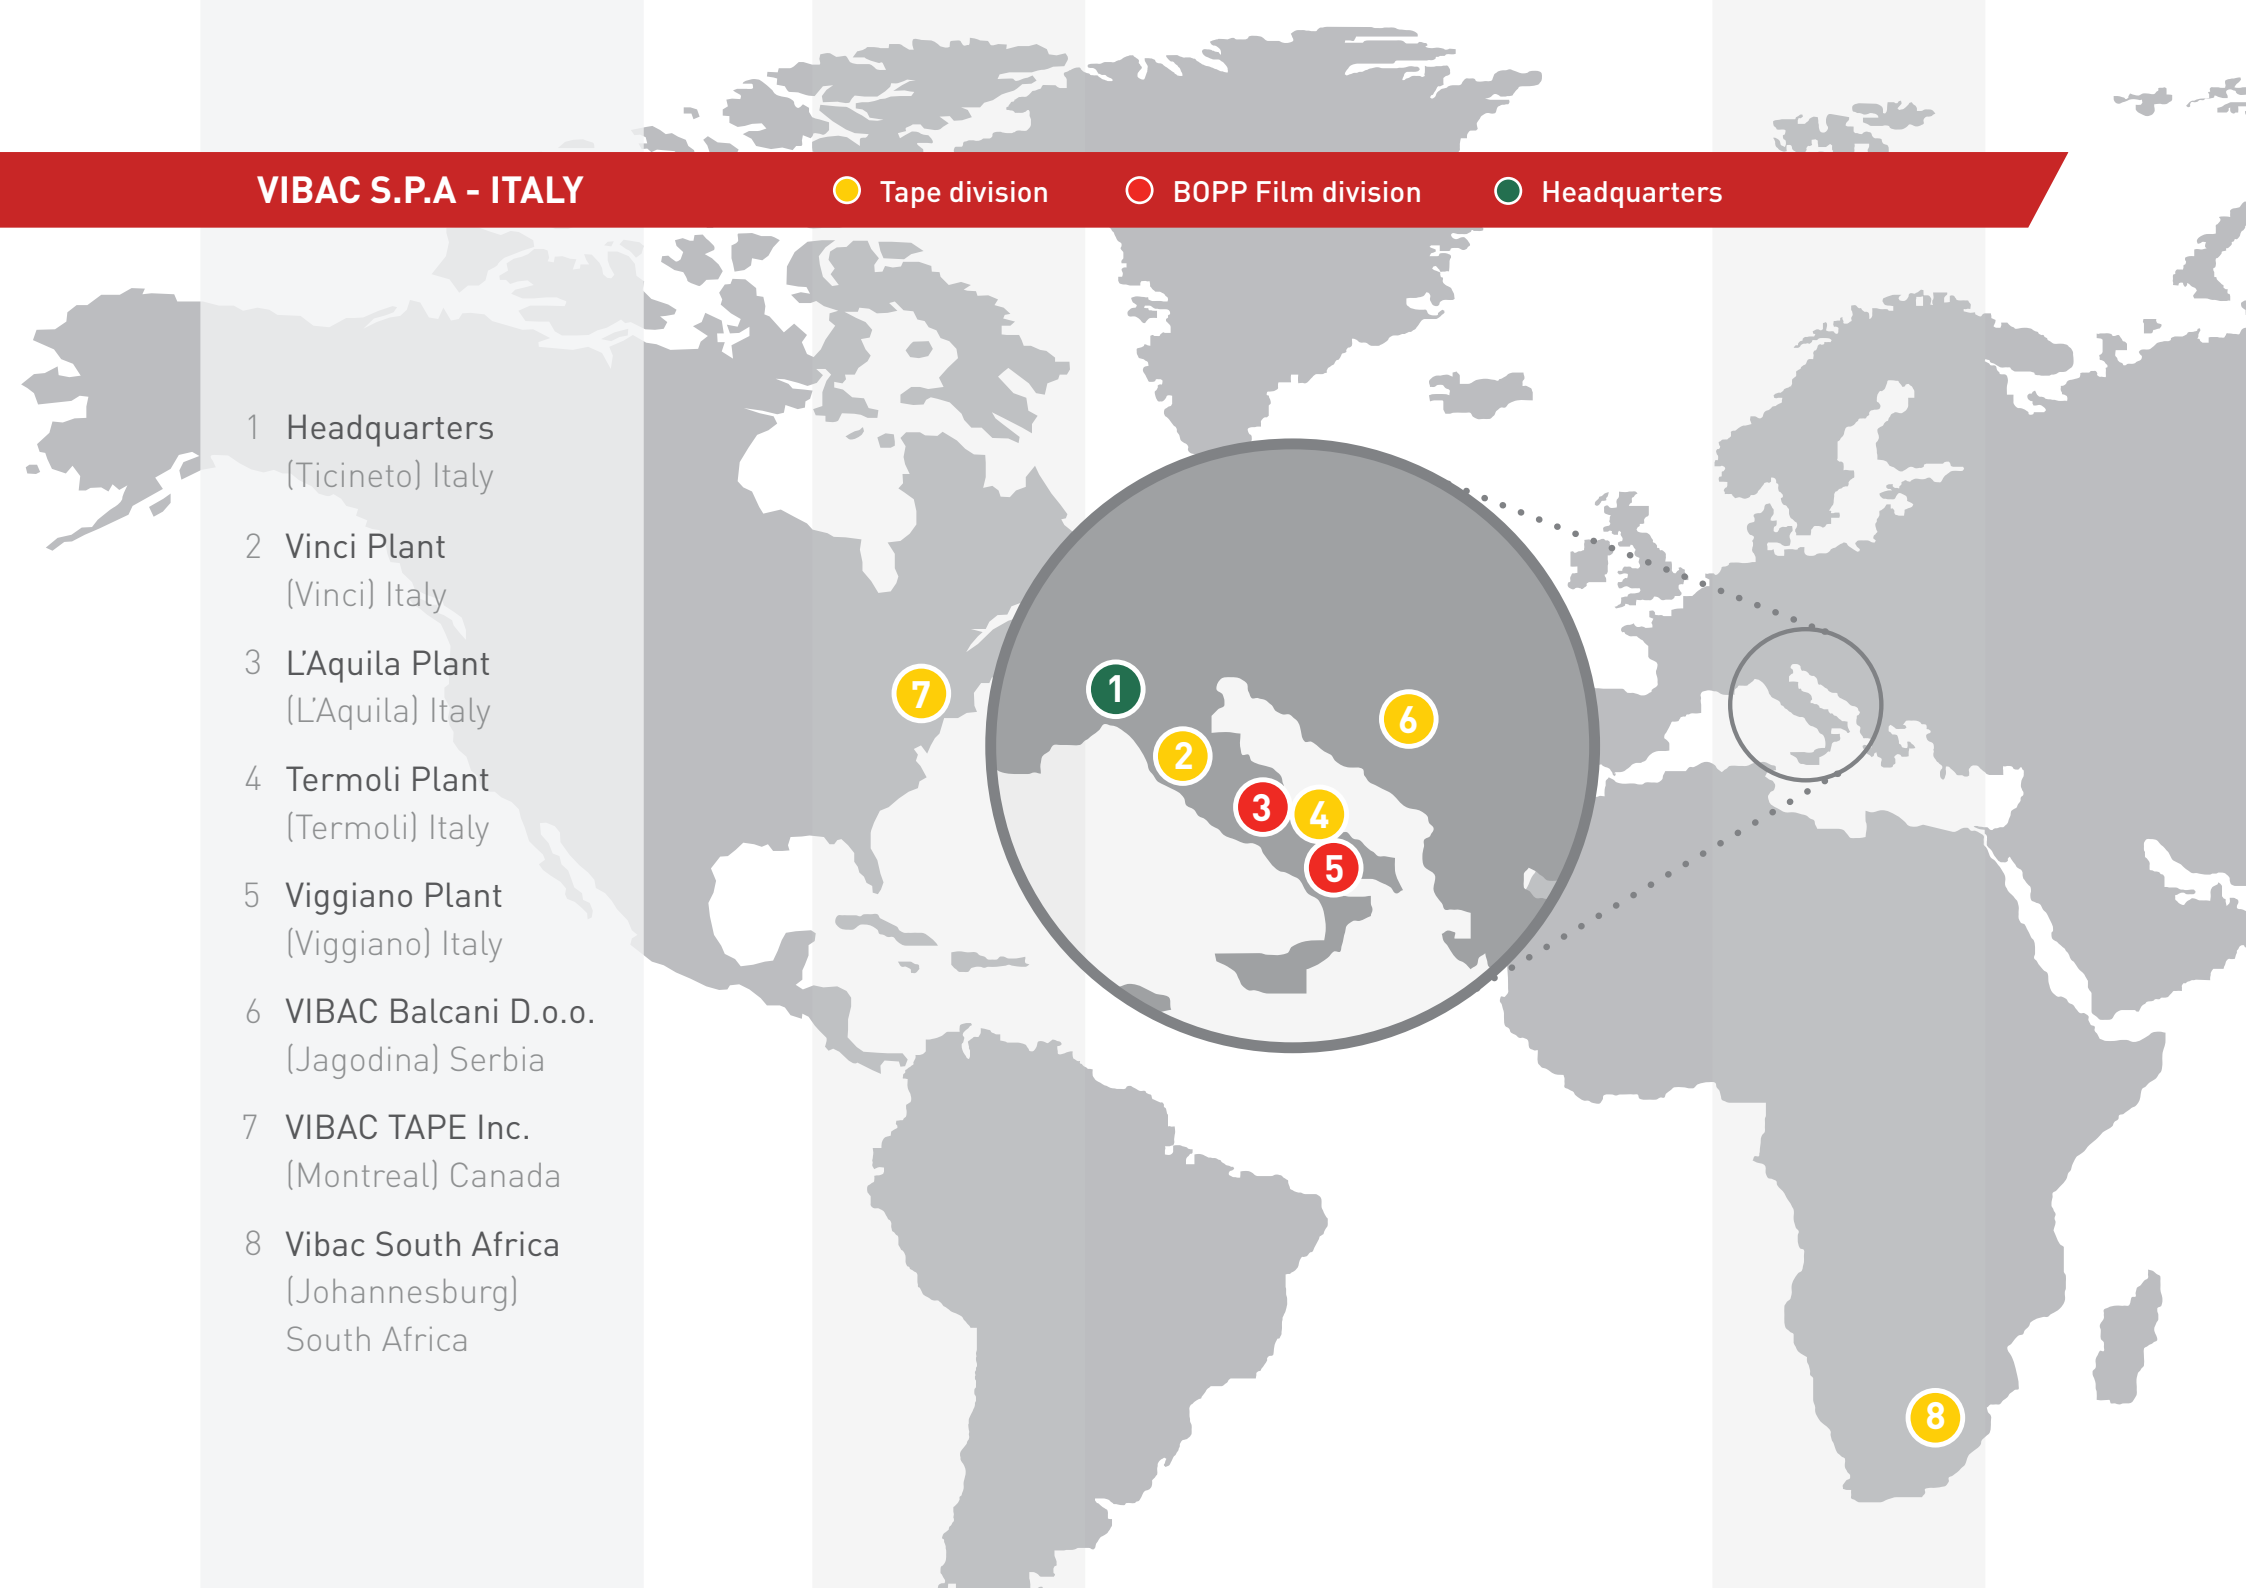 VIBAC S.P.A - ITALY
Tape division
BOPP Film division
Headquarters
1 Headquarters
(Ticineto) Italy
2 Vinci Plant
(Vinci) Italy
3 L’Aquila Plant
(L’Aquila) Italy
4 Termoli Plant
(Termoli) Italy
5 Viggiano Plant
(Viggiano) Italy
6 VIBAC Balcani D.o.o.
(Jagodina) Serbia
7 VIBAC TAPE Inc.
(Montreal) Canada
8 Vibac South Africa
(Johannesburg)
South Africa
7
1
6
2
3
4
5
8